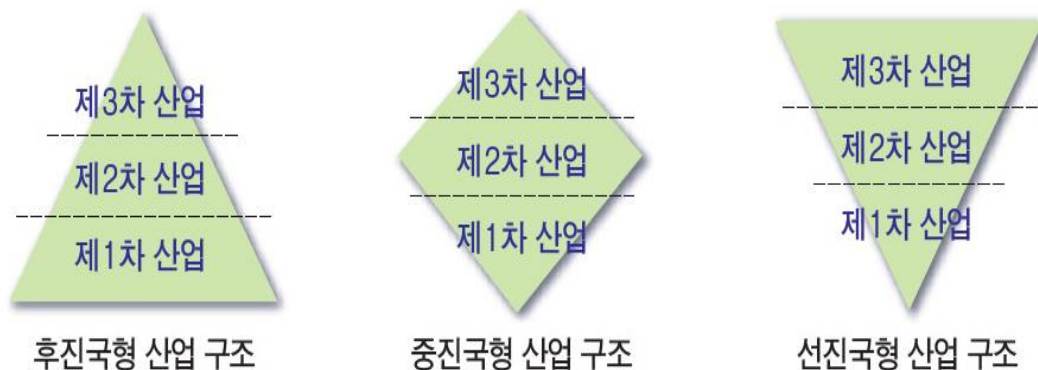 제3차 산업
제2차 산업
제1차 산업
후진국형 산업 구조
제3차 산업
제2차 산업
제1차 산업
중진국형 산업 구조
제3차 산업
제2차 산업
제1차 산업
선진국형 산업 구조